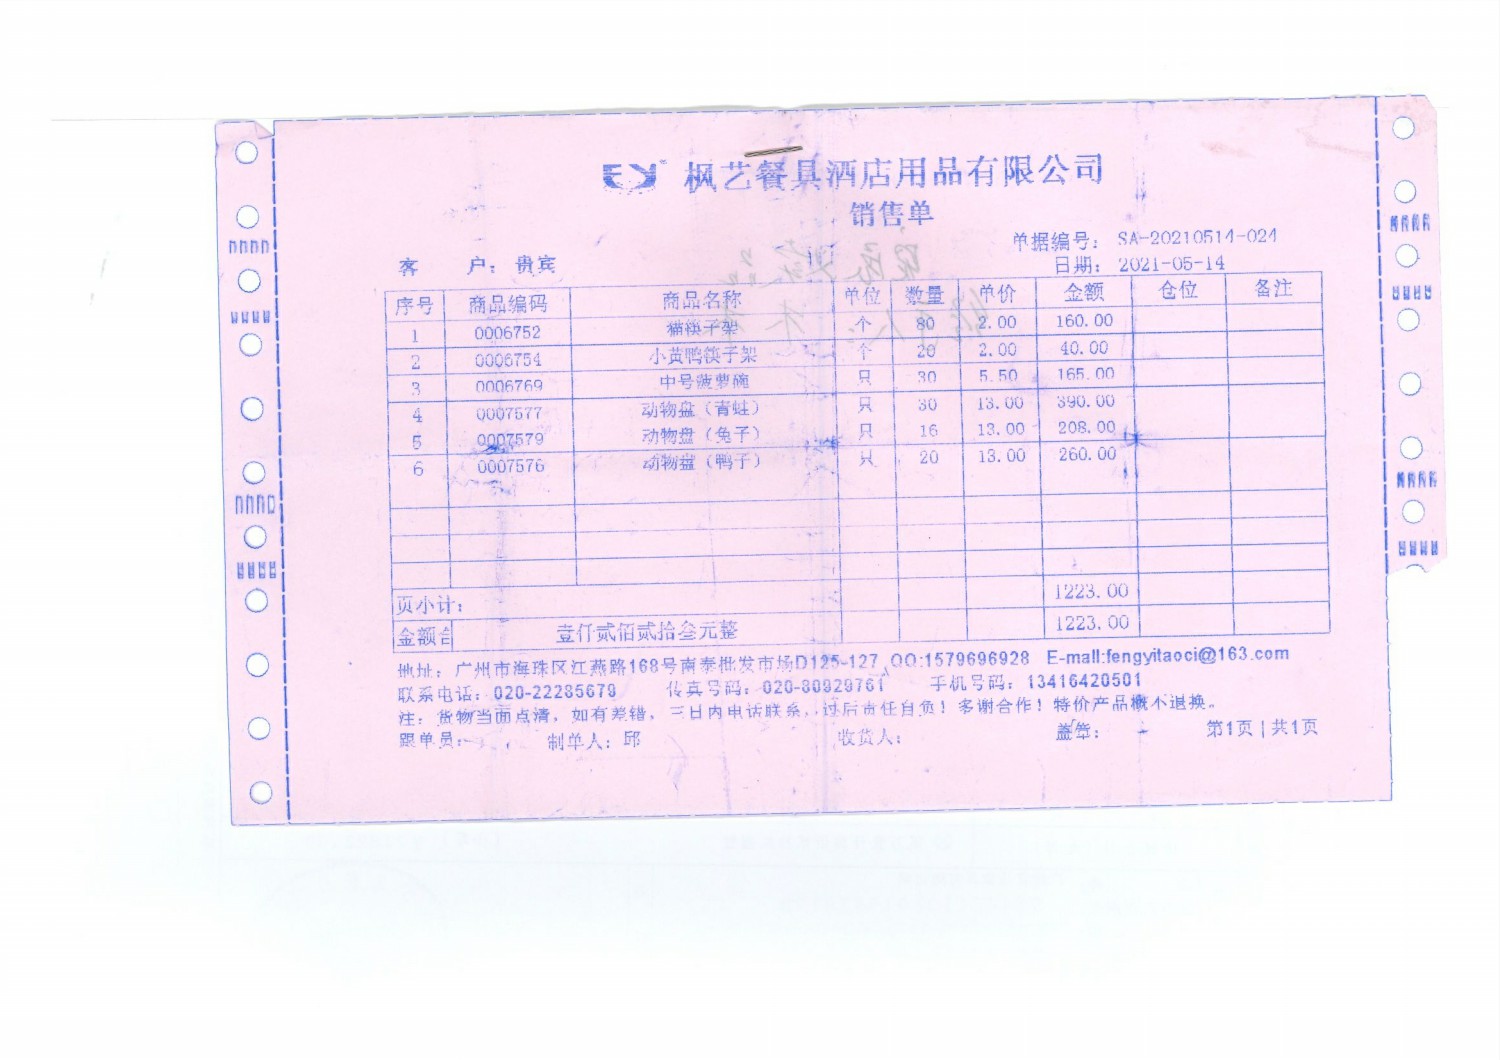 枫艺餐具酒店用品有限公司
销售单
单据编号： SA-20210514-024
客 户： 贵宾 日期： 2021-05-14
序号 商品编码 商品名称 单位 数量 单价 金额 仓位 备注
1 0006752 猫筷子架 个 80 2.00 160.00
2 0006754 小黄鸭筷子架 个 20 2.00 40.00
3 0006769 中号菠萝碗 只 30 5.50 165.00
4 0007577 动物盘（青蛙） 只 30 13.00 390.00
5 0007579 动物盘（兔子） 只 16 13.00 208.00
6 0007576 动物盘（鸭子） 只 20 13.00 260.00
页小计： 1223.00
金额合 壹仟贰佰贰拾叁元整 1223.00
地址：广州市海珠区江燕路168号南泰批发市场D125-127 QQ:1579696928 E-mall:fengyitaoci@163.com
联系电话：020-22285679 传真号码：020-80929761 手机号码：13416420501
注：货物当面点清，如有差错，三日内电话联系，过后责任自负！多谢合作！特价产品概不退换。
跟单员： 制单人：邱 收货人： 盖章： 第1页|共1页